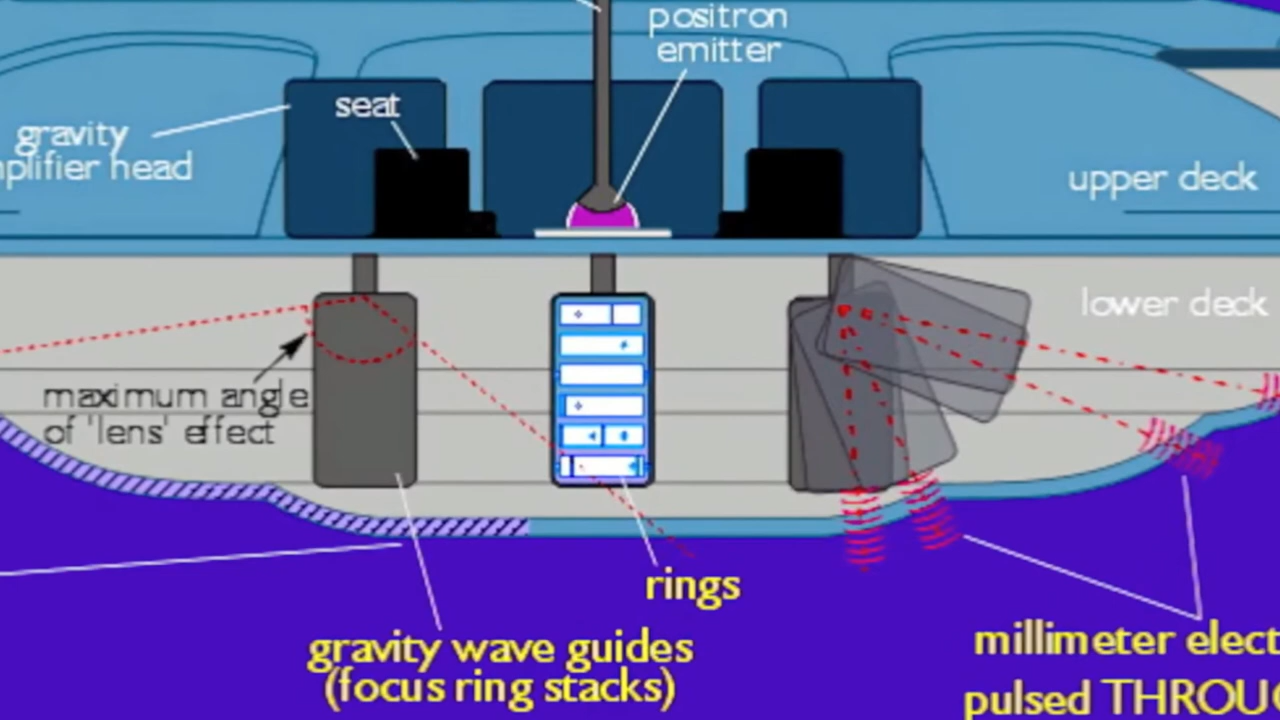 positron
emitter
seat
gravity
plifier head
upper deck
lower deck
maximum angle
of 'lens' effect
rings
gravity wave guides
(focus ring stacks)
millimeter elect
pulsed THROUG